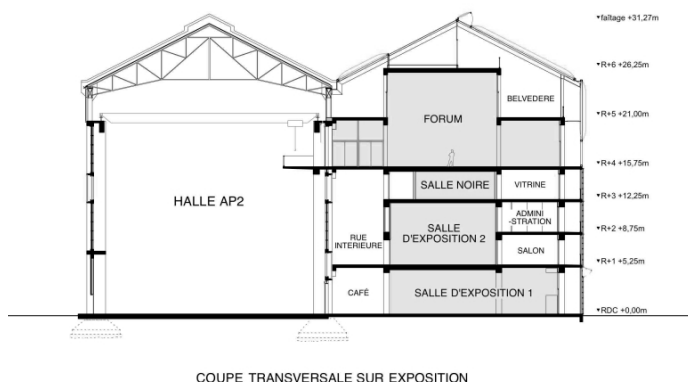 faîtage +31,27m
R+6 +26,25m
BELVEDERE
R+5 +21,00m
FORUM
R+4 +15,75m
SALLE NOIRE
VITRINE
R+3 +12,25m
HALLE AP2
ADMINI
-STRATION
SALLE
D'EXPOSITION 2
R+2 +8,75m
RUE
INTERIEURE
SALON
R+1 +5,25m
CAFÉ
SALLE D'EXPOSITION 1
RDC +0,00m
COUPE TRANSVERSALE SUR EXPOSITION